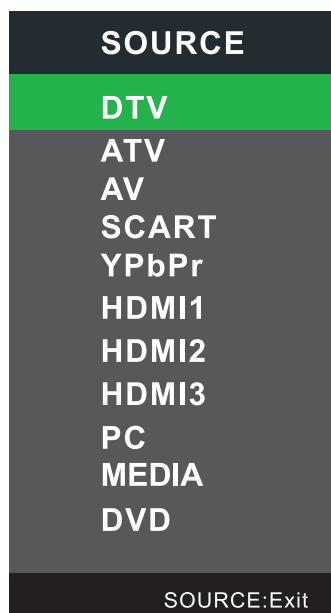 SOURCE
DTV
ATV
AV
SCART
YPbPr
HDMI1
HDMI2
HDMI3
PC
MEDIA
DVD
SOURCE:Exit